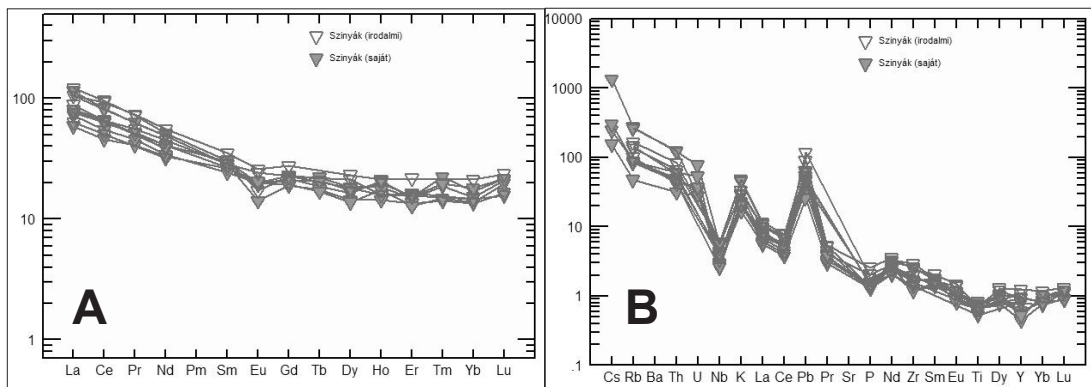 Szinyák (irodalmi)
Szinyák (saját)
100
10
1
A
La Ce Pr Nd Pm Sm Eu Gd Tb Dy Ho Er Tm Yb Lu
10000
Szinyák (irodalmi)
Szinyák (saját)
1000
100
10
1
.1
B
Cs Rb Ba Th U Nb K La Ce Pb Pr Sr P Nd Zr Sm Eu Ti Dy Y Yb Lu